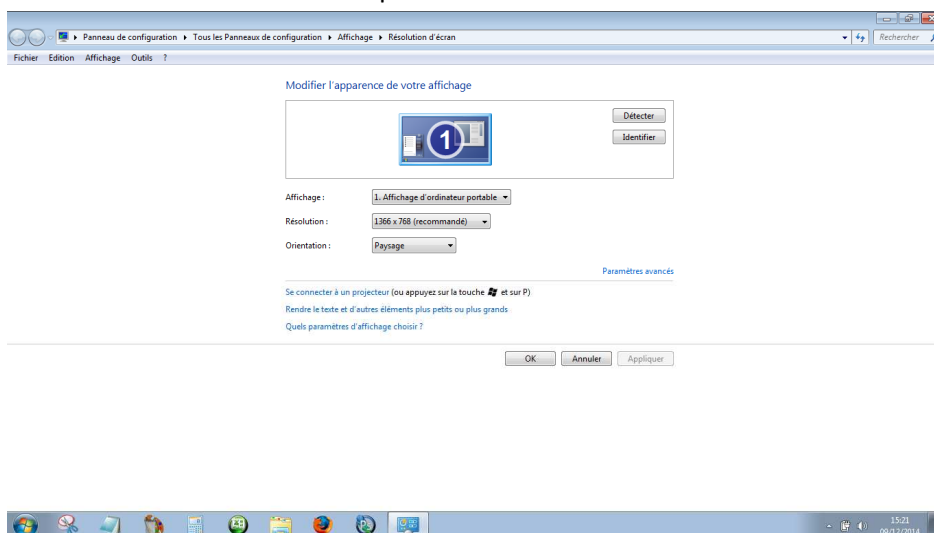 Panneau de configuration ▸ Tous les Panneaux de configuration ▸ Affichage ▸ Résolution d'écran
Rechercher
Fichier Edition Affichage Outils ?
Modifier l'apparence de votre affichage
1
Détecter
Identifier
Affichage : 1. Affichage d'ordinateur portable
Résolution : 1366 x 768 (recommandé)
Orientation : Paysage
Paramètres avancés
Se connecter à un projecteur (ou appuyez sur la touche et sur P)
Rendre le texte et d'autres éléments plus petits ou plus grands
Quels paramètres d'affichage choisir ?
OK Annuler Appliquer
15:21
09/12/2014